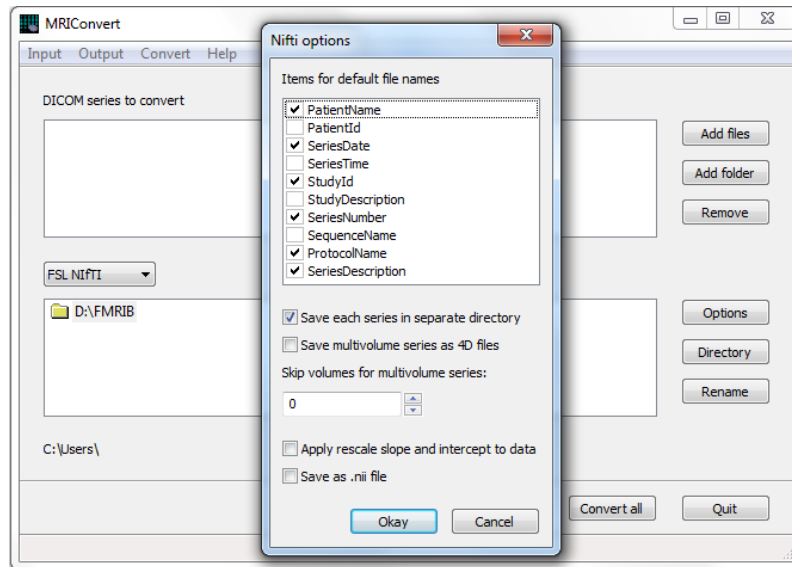 MRIConvert
Input Output Convert Help
DICOM series to convert
Add files
Add folder
Remove
FSL NIfTI
D:\FMRIB
Options
Directory
Rename
C:\Users\
Convert all
Quit
Nifti options
Items for default file names
PatientName
PatientId
SeriesDate
SeriesTime
StudyId
StudyDescription
SeriesNumber
SequenceName
ProtocolName
SeriesDescription
Save each series in separate directory
Save multivolume series as 4D files
Skip volumes for multivolume series:
0
Apply rescale slope and intercept to data
Save as .nii file
Okay
Cancel